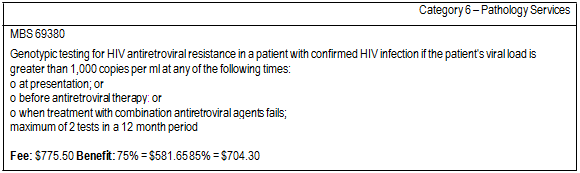 Category 6 – Pathology Services
MBS 69380
Genotypic testing for HIV antiretroviral resistance in a patient with confirmed HIV infection if the patient's viral load is
greater than 1,000 copies per ml at any of the following times:
o at presentation; or
o before antiretroviral therapy: or
o when treatment with combination antiretroviral agents fails;
maximum of 2 tests in a 12 month period
Fee: $775.50 Benefit: 75% = $581.65 85% = $704.30